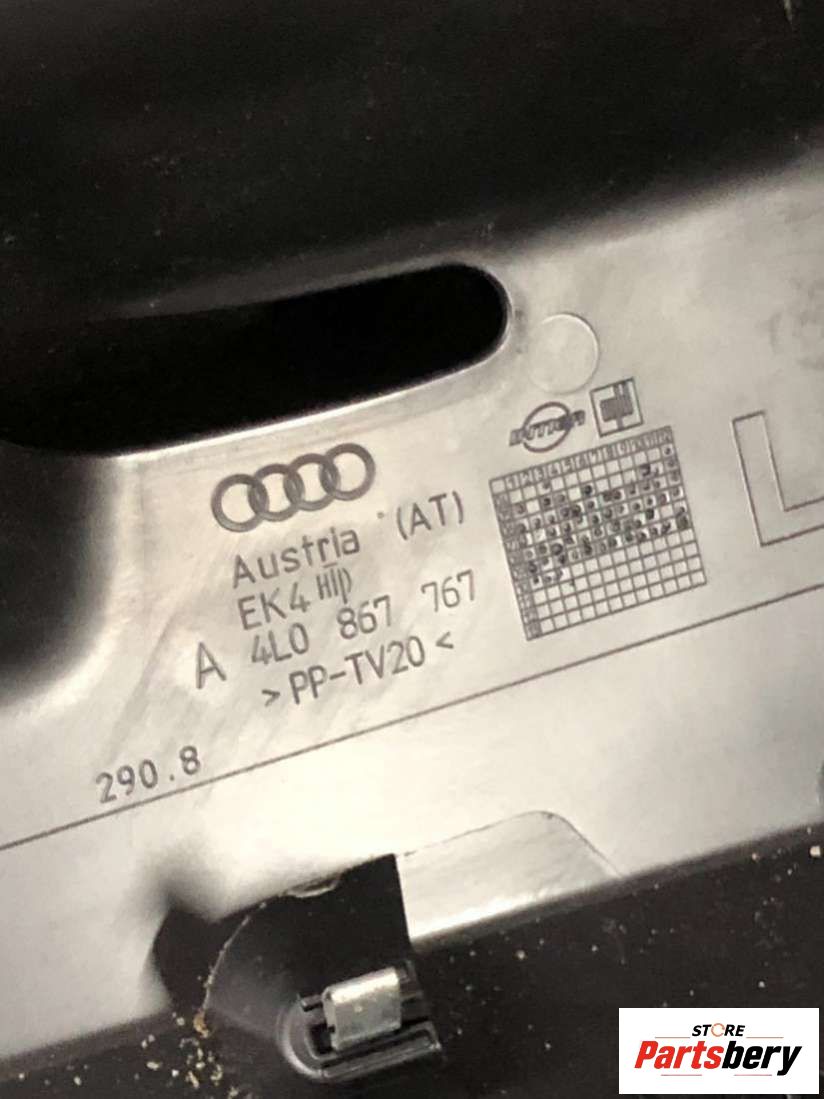 Austria (AT)
EK4
A 4L0 867 767
>PP-TV20<
290.8
L
STORE
Partsbery